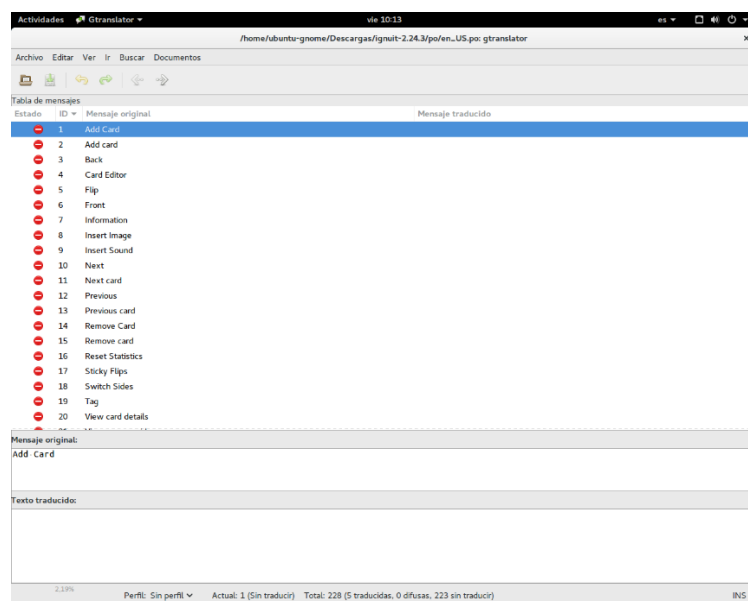 Actividades Gtranslator vie 10:13 es
/home/ubuntu-gnome/Descargas/ignuit-2.24.3/po/en_US.po: gtranslator x
Archivo Editar Ver Ir Buscar Documentos
Tabla de mensajes
Estado ID Mensaje original Mensaje traducido
1 Add Card
2 Add card
3 Back
4 Card Editor
5 Flip
6 Front
7 Information
8 Insert Image
9 Insert Sound
10 Next
11 Next card
12 Previous
13 Previous card
14 Remove Card
15 Remove card
16 Reset Statistics
17 Sticky Flips
18 Switch Sides
19 Tag
20 View card details
Mensaje original:
Add·Card
Texto traducido:
2,19% Perfil: Sin perfil Actual: 1 (Sin traducir) Total: 228 (5 traducidas, 0 difusas, 223 sin traducir) INS